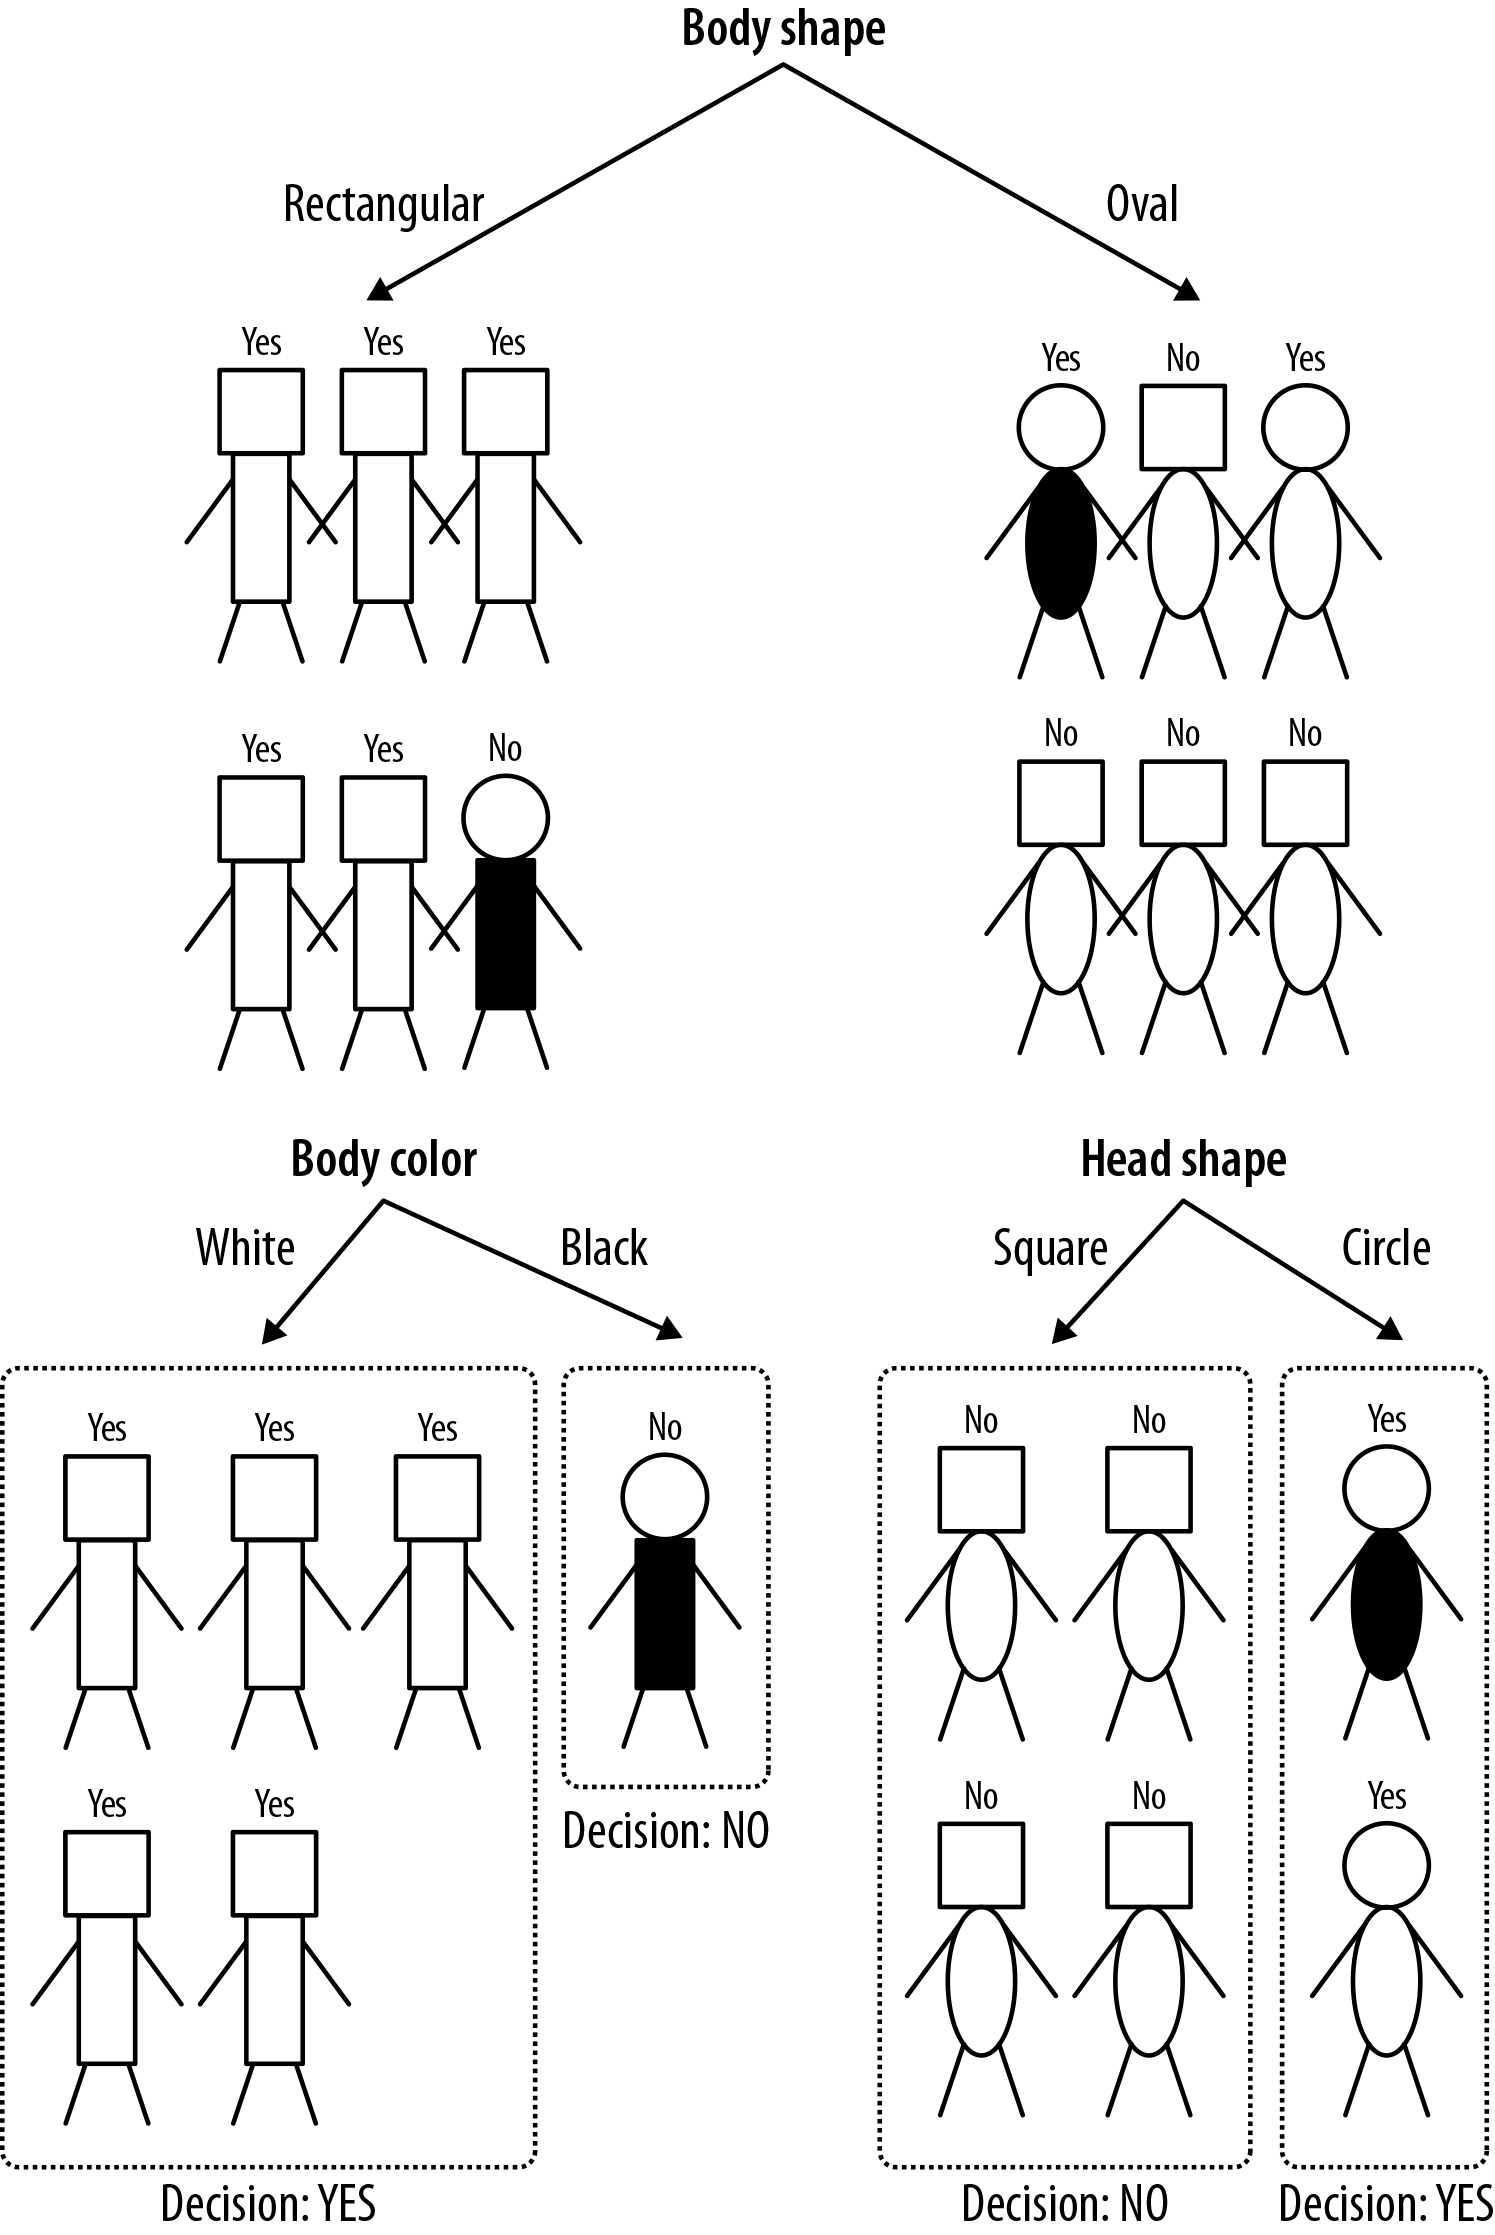 Body shape
Rectangular
Oval
Yes Yes Yes
Yes No Yes
Yes Yes No
No No No
Body color
Head shape
White
Black
Square
Circle
Yes Yes Yes
No
No No
Yes
Yes Yes
No No
Yes
Decision: NO
Decision: YES
Decision: NO
Decision: YES